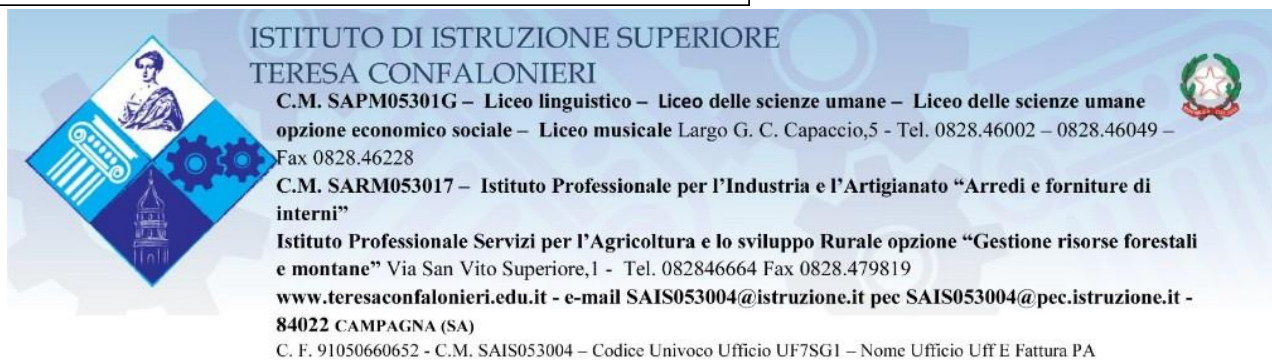 ISTITUTO DI ISTRUZIONE SUPERIORE
TERESA CONFALONIERI
C.M. SAPM05301G – Liceo linguistico – Liceo delle scienze umane – Liceo delle scienze umane
opzione economico sociale – Liceo musicale Largo G. C. Capaccio,5 - Tel. 0828.46002 – 0828.46049 –
Fax 0828.46228
C.M. SARM053017 – Istituto Professionale per l’Industria e l’Artigianato “Arredi e forniture di
interni”
Istituto Professionale Servizi per l’Agricoltura e lo sviluppo Rurale opzione “Gestione risorse forestali
e montane” Via San Vito Superiore,1 - Tel. 082846664 Fax 0828.479819
www.teresaconfalonieri.edu.it - e-mail SAIS053004@istruzione.it pec SAIS053004@pec.istruzione.it -
84022 CAMPAGNA (SA)
C. F. 91050660652 - C.M. SAIS053004 – Codice Univoco Ufficio UF7SG1 – Nome Ufficio Uff E Fattura PA